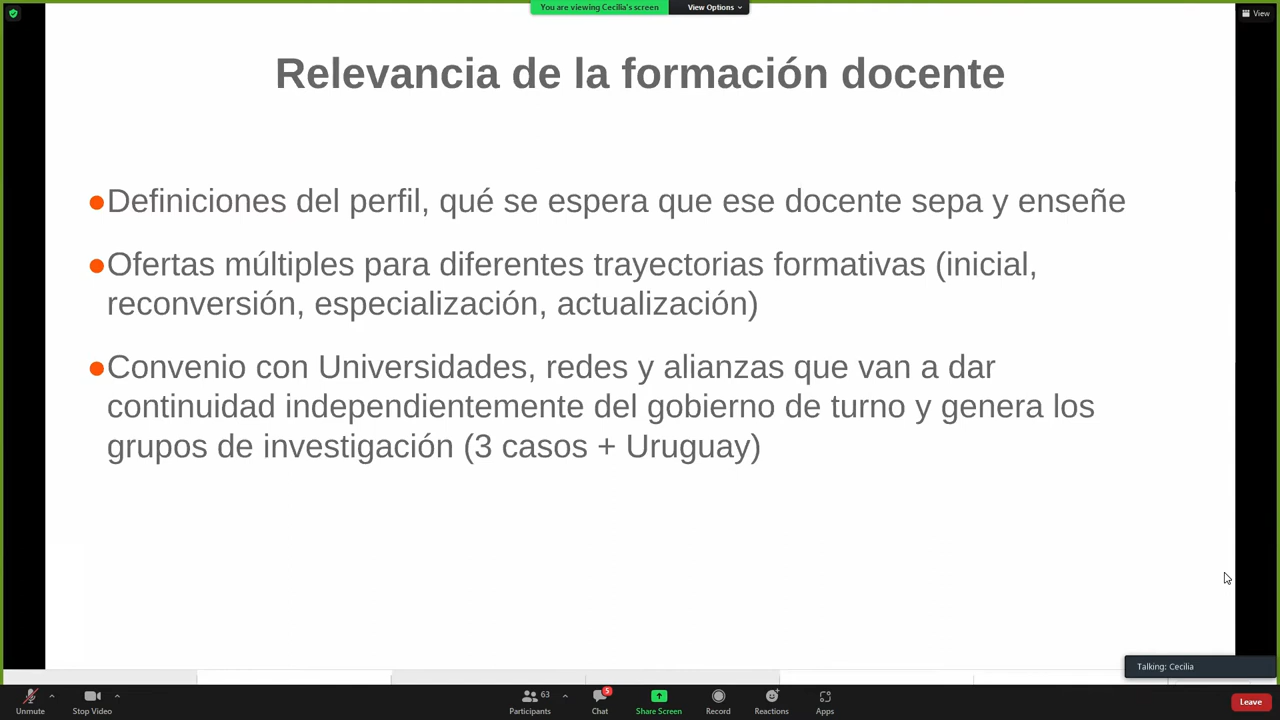 You are viewing Cecilia's screen
View Options
View
Relevancia de la formación docente
●Definiciones del perfil, qué se espera que ese docente sepa y enseñe
●Ofertas múltiples para diferentes trayectorias formativas (inicial,
reconversión, especialización, actualización)
●Convenio con Universidades, redes y alianzas que van a dar
continuidad independientemente del gobierno de turno y genera los
grupos de investigación (3 casos + Uruguay)
Talking: Cecilia
63
5
Unmute
Stop Video
Participants
Chat
Share Screen
Record
Reactions
Apps
Leave